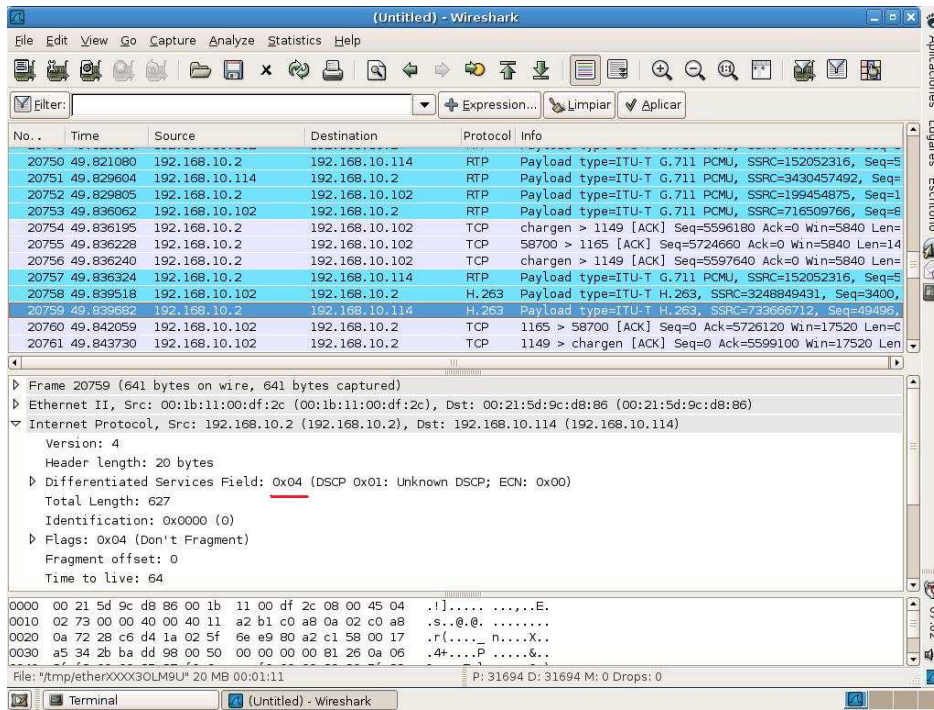 (Untitled) - Wireshark
File Edit View Go Capture Analyze Statistics Help
Filter: Expression... Limpiar Aplicar
No. . Time Source Destination Protocol Info
20750 49.821080 192.168.10.2 192.168.10.114 RTP Payload type=ITU-T G.711 PCMU, SSRC=152052316, Seq=5
20751 49.829604 192.168.10.114 192.168.10.2 RTP Payload type=ITU-T G.711 PCMU, SSRC=3430457492, Seq=
20752 49.829805 192.168.10.2 192.168.10.102 RTP Payload type=ITU-T G.711 PCMU, SSRC=199454875, Seq=1
20753 49.836062 192.168.10.102 192.168.10.2 RTP Payload type=ITU-T G.711 PCMU, SSRC=716509766, Seq=8
20754 49.836195 192.168.10.2 192.168.10.102 TCP chargen > 1149 [ACK] Seq=5596180 Ack=0 Win=5840 Len=
20755 49.836228 192.168.10.2 192.168.10.102 TCP 58700 > 1165 [ACK] Seq=5724660 Ack=0 Win=5840 Len=14
20756 49.836240 192.168.10.2 192.168.10.102 TCP chargen > 1149 [ACK] Seq=5597640 Ack=0 Win=5840 Len=
20757 49.836324 192.168.10.2 192.168.10.114 RTP Payload type=ITU-T G.711 PCMU, SSRC=152052316, Seq=5
20758 49.839518 192.168.10.102 192.168.10.2 H.263 Payload type=ITU-T H.263, SSRC=3248849431, Seq=3400,
20759 49.839682 192.168.10.2 192.168.10.114 H.263 Payload type=ITU-T H.263, SSRC=733666712, Seq=49496,
20760 49.842059 192.168.10.102 192.168.10.2 TCP 1165 > 58700 [ACK] Seq=0 Ack=5726120 Win=17520 Len=0
20761 49.843730 192.168.10.102 192.168.10.2 TCP 1149 > chargen [ACK] Seq=0 Ack=5599100 Win=17520 Len
Frame 20759 (641 bytes on wire, 641 bytes captured)
Ethernet II, Src: 00:1b:11:00:df:2c (00:1b:11:00:df:2c), Dst: 00:21:5d:9c:d8:86 (00:21:5d:9c:d8:86)
Internet Protocol, Src: 192.168.10.2 (192.168.10.2), Dst: 192.168.10.114 (192.168.10.114)
Version: 4
Header length: 20 bytes
Differentiated Services Field: 0x04 (DSCP 0x01: Unknown DSCP; ECN: 0x00)
Total Length: 627
Identification: 0x0000 (0)
Flags: 0x04 (Don't Fragment)
Fragment offset: 0
Time to live: 64
0000 00 21 5d 9c d8 86 00 1b 11 00 df 2c 08 00 45 04 .!]..... ...,..E.
0010 02 73 00 00 40 00 40 11 a2 b1 c0 a8 0a 02 c0 a8 .s..@.@. ........
0020 0a 72 28 c6 d4 1a 02 5f 6e e9 80 a2 c1 58 00 17 .r(...._ n....X..
0030 a5 34 2b ba dd 98 00 50 00 00 00 00 81 26 0a 06 .4+....P .....&..
File: "/tmp/etherXXXX3OLM9U" 20 MB 00:01:11 P: 31694 D: 31694 M: 0 Drops: 0
Terminal (Untitled) - Wireshark
Aplicaciones Lugares Escritorio